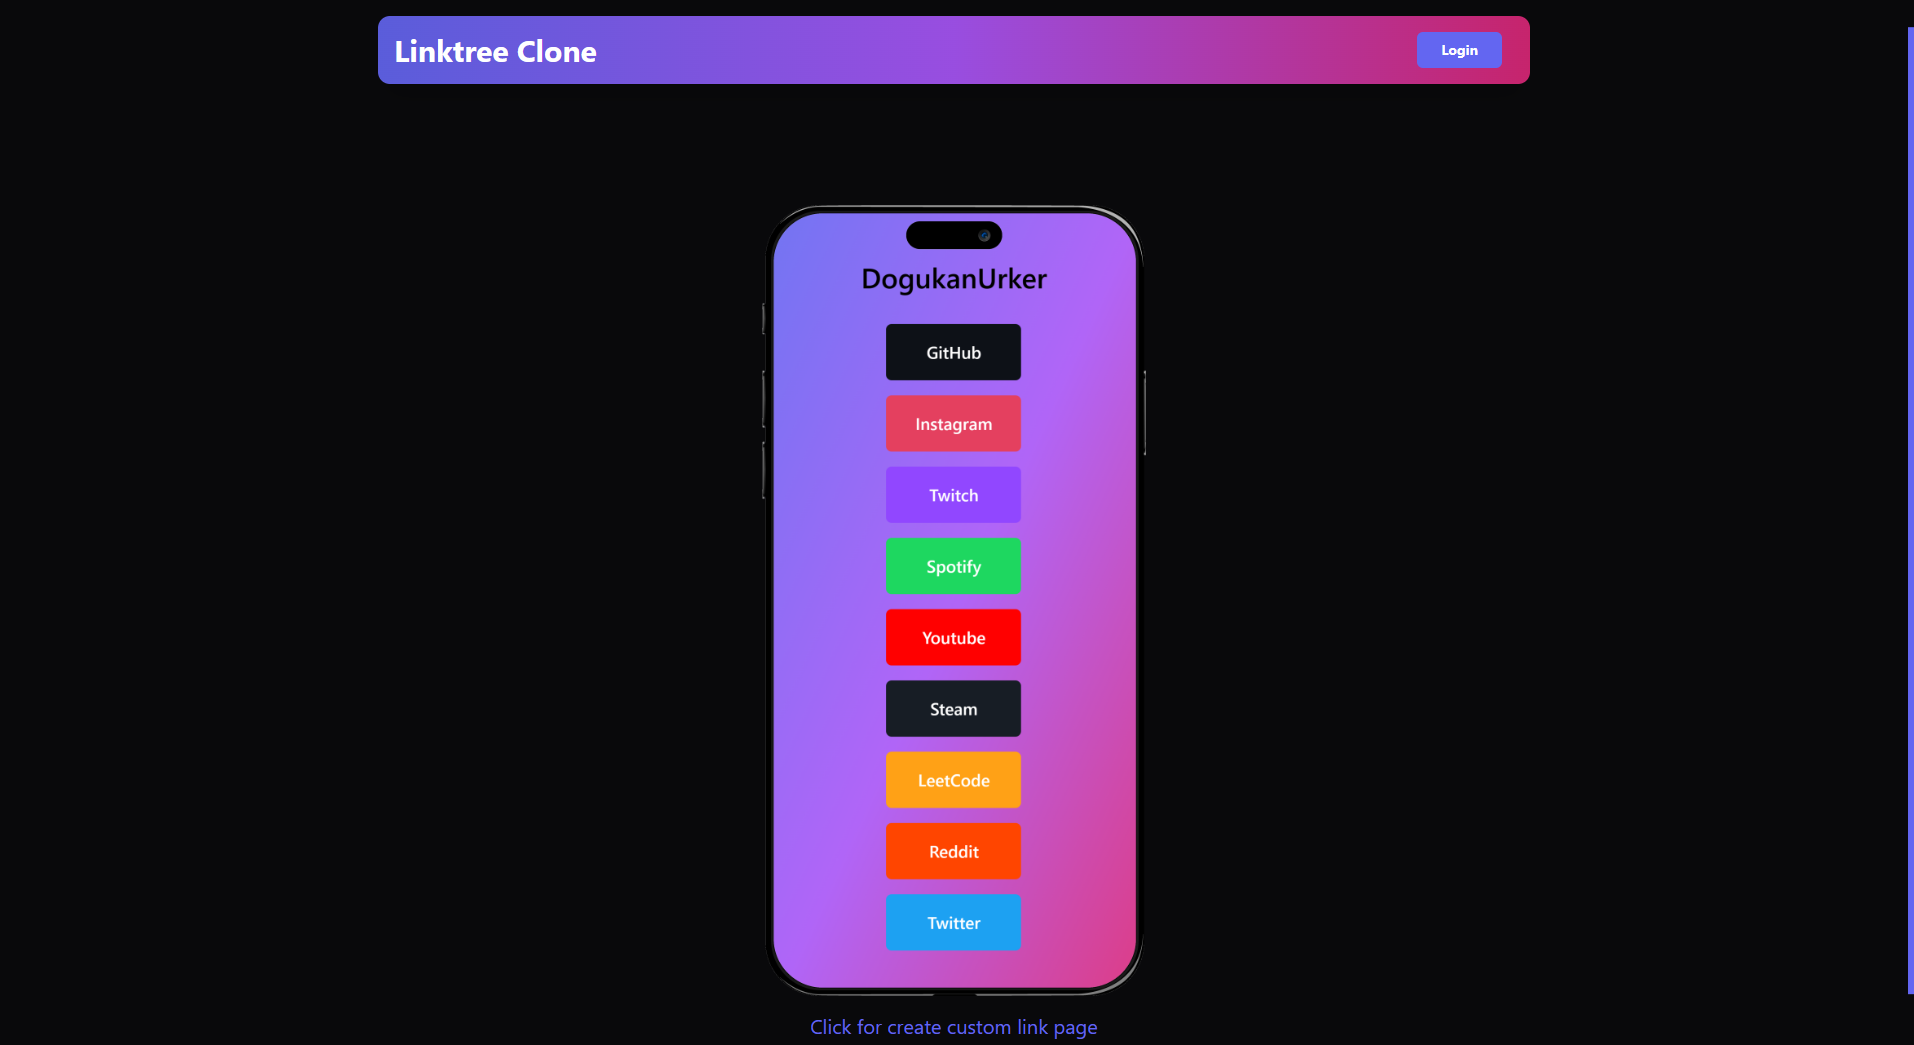 Linktree Clone
Login
DogukanUrker
GitHub
Instagram
Twitch
Spotify
Youtube
Steam
LeetCode
Reddit
Twitter
Click for create custom link page